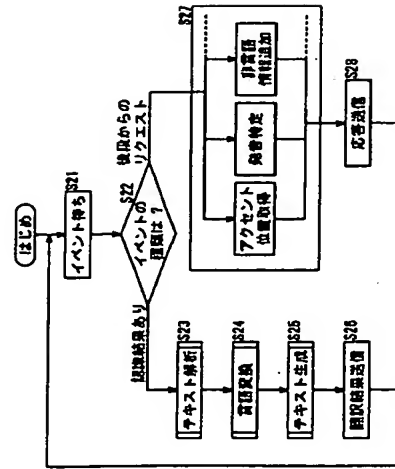 はじめ
イベント待ち
S21
イベントの
種類は？
S22
認識結果あり
後段からの
リクエスト
テキスト解析
S23
言語変換
S24
テキスト生成
S25
翻訳結果送信
S26
S27
アクセント
位置取得
発音特定
非言語
情報追加
応答送信
S28